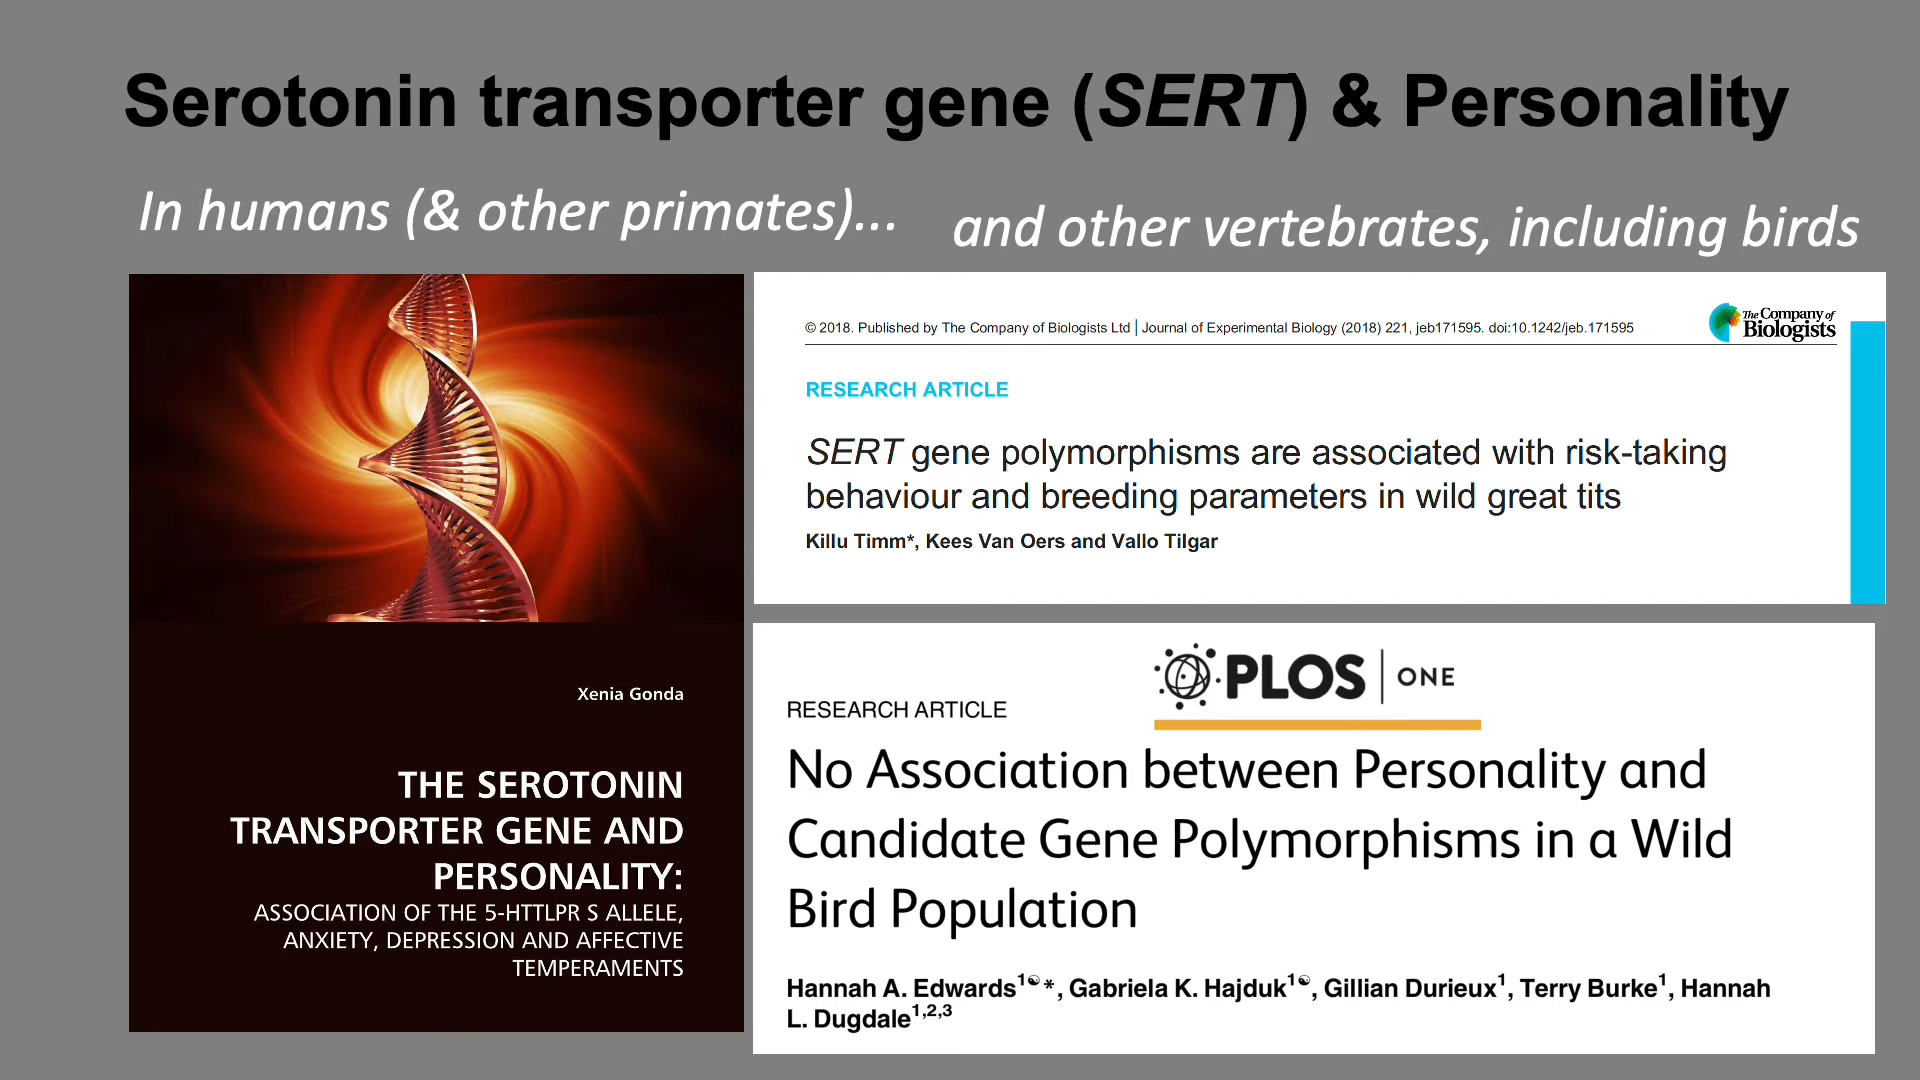 Serotonin transporter gene (SERT) & Personality
In humans (& other primates)...
and other vertebrates, including birds
Xenia Gonda
THE SEROTONIN
TRANSPORTER GENE AND
PERSONALITY:
ASSOCIATION OF THE 5-HTTLPR S ALLELE,
ANXIETY, DEPRESSION AND AFFECTIVE
TEMPERAMENTS
© 2018. Published by The Company of Biologists Ltd | Journal of Experimental Biology (2018) 221, jeb171595. doi:10.1242/jeb.171595
The Company of
Biologists
RESEARCH ARTICLE
SERT gene polymorphisms are associated with risk-taking
behaviour and breeding parameters in wild great tits
Killu Timm*, Kees Van Oers and Vallo Tilgar
PLOS | ONE
RESEARCH ARTICLE
No Association between Personality and
Candidate Gene Polymorphisms in a Wild
Bird Population
Hannah A. Edwards1☯*, Gabriela K. Hajduk1☯, Gillian Durieux1, Terry Burke1, Hannah
L. Dugdale1,2,3